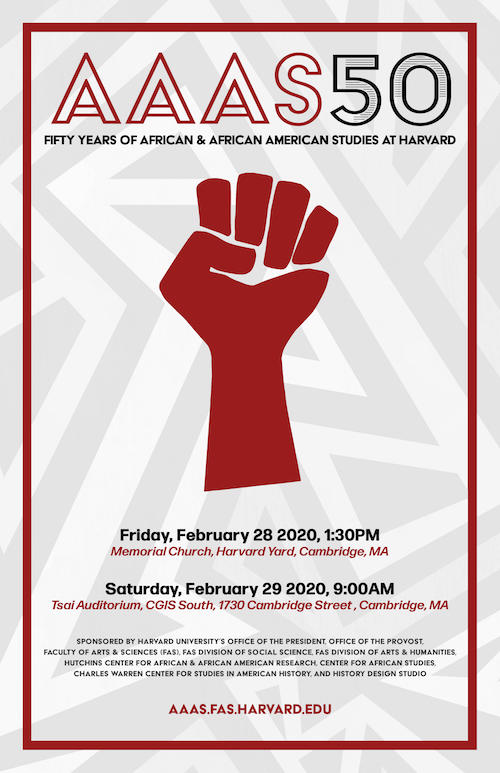 AAAS50
FIFTY YEARS OF AFRICAN & AFRICAN AMERICAN STUDIES AT HARVARD
Friday, February 28 2020, 1:30PM
Memorial Church, Harvard Yard, Cambridge, MA
Saturday, February 29 2020, 9:00AM
Tsai Auditorium, CGIS South, 1730 Cambridge Street , Cambridge, MA
SPONSORED BY HARVARD UNIVERSITY'S OFFICE OF THE PRESIDENT, OFFICE OF THE PROVOST,
FACULTY OF ARTS & SCIENCES (FAS), FAS DIVISION OF SOCIAL SCIENCE, FAS DIVISION OF ARTS & HUMANITIES,
HUTCHINS CENTER FOR AFRICAN & AFRICAN AMERICAN RESEARCH, CENTER FOR AFRICAN STUDIES,
CHARLES WARREN CENTER FOR STUDIES IN AMERICAN HISTORY, AND HISTORY DESIGN STUDIO
AAAS.FAS.HARVARD.EDU